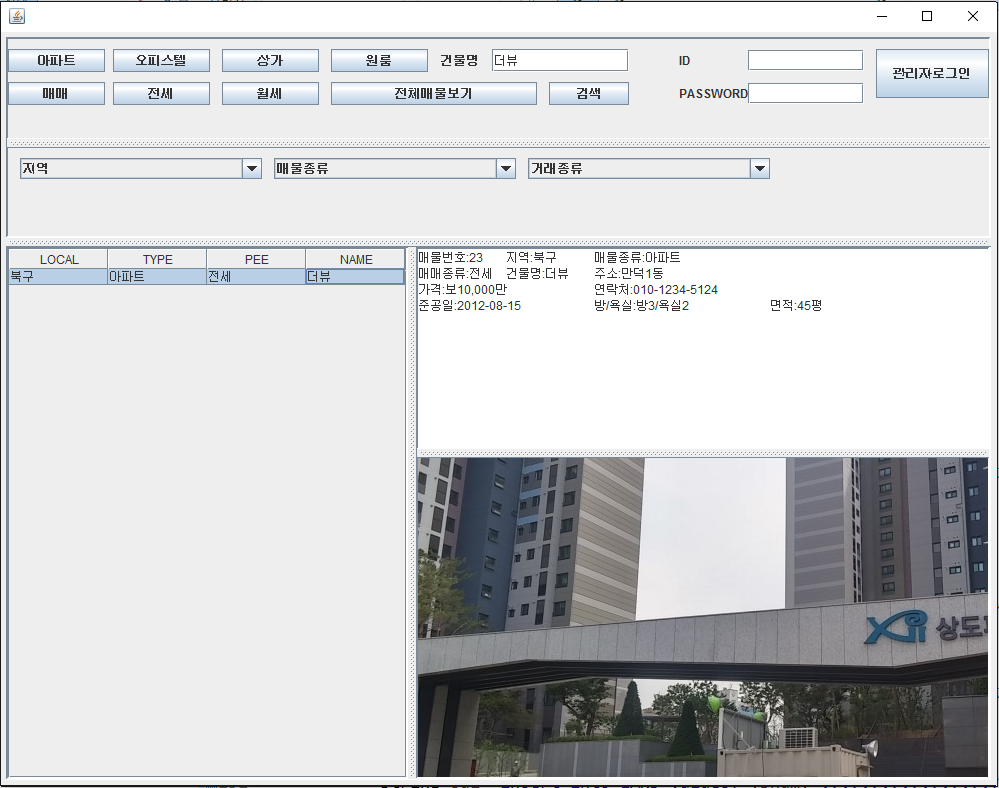 아파트 오피스텔 상가 원룸 건물명 더뷰 ID 관리자로그인
매매 전세 월세 전체매물보기 검색 PASSWORD
지역 매물종류 거래종류
LOCAL TYPE PEE NAME
북구 아파트 전세 더뷰
매물번호:23 지역:북구 매물종류:아파트
매매종류:전세 건물명:더뷰 주소:만덕1동
가격:보10,000만 연락처:010-1234-5124
준공일:2012-08-15 방/욕실:방3/욕실2 면적:45평
Xi 상도